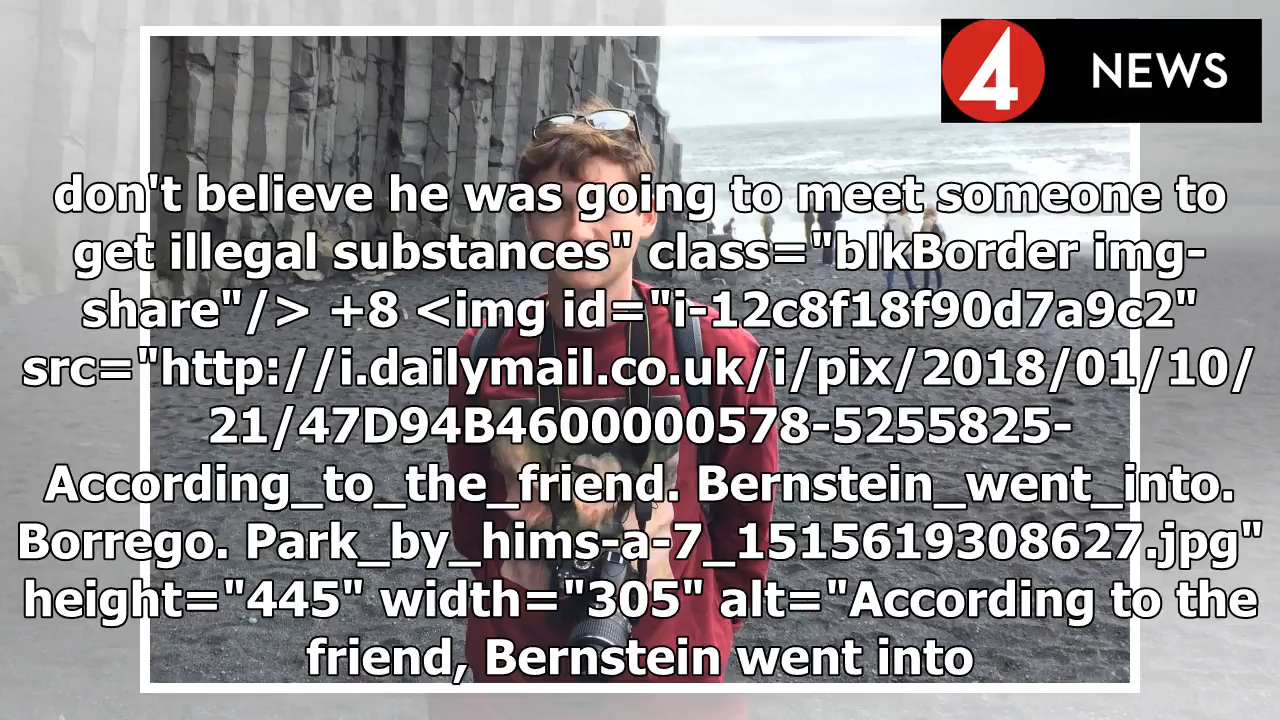 4 NEWS
don't believe he was going to meet someone to
get illegal substances" class="blkBorder img-
share"/> +8 <img id="i-12c8f18f90d7a9c2"
src="http://i.dailymail.co.uk/i/pix/2018/01/10/
21/47D94B4600000578-5255825-
According_to_the_friend. Bernstein_went_into.
Borrego. Park_by_hims-a-7_1515619308627.jpg"
height="445" width="305" alt="According to the
friend, Bernstein went into